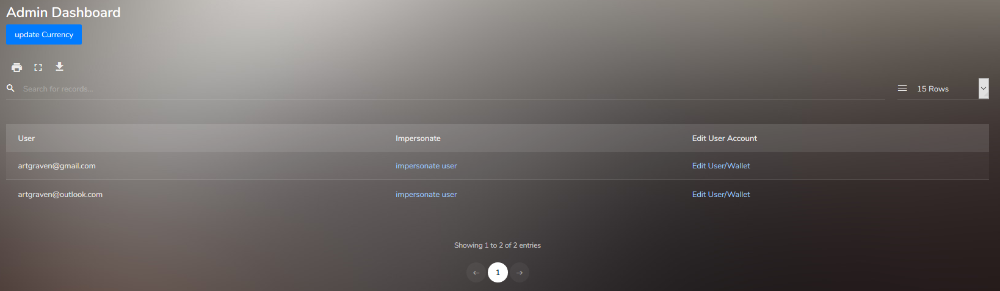 Admin Dashboard
update Currency
Search for records...
15 Rows
User Impersonate Edit User Account
artgraven@gmail.com impersonate user Edit User/Wallet
artgraven@outlook.com impersonate user Edit User/Wallet
Showing 1 to 2 of 2 entries
← 1 →